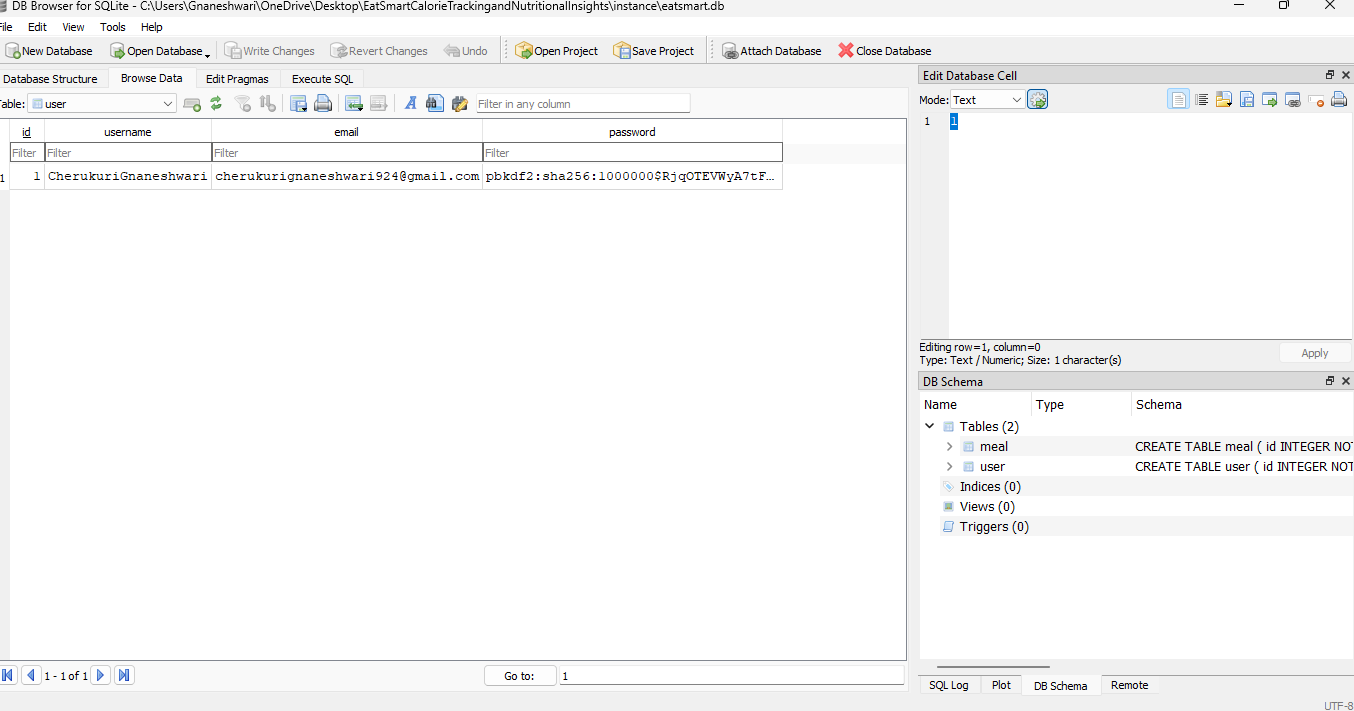 DB Browser for SQLite - C:\Users\Gnaneshwari\OneDrive\Desktop\EatSmartCalorieTrackingandNutritionalInsights\instance\eatsmart.db
ile Edit View Tools Help
New Database Open Database Write Changes Revert Changes Undo Open Project Save Project Attach Database Close Database
Database Structure Browse Data Edit Pragmas Execute SQL
able: user Filter in any column
id username email password
Filter Filter Filter Filter
1 1 CherukuriGnaneshwari cherukurignaneshwari924@gmail.com pbkdf2:sha256:1000000$RjqOTEVWyA7tF…
1 - 1 of 1 Go to: 1
Edit Database Cell
Mode: Text
1 1
Editing row=1, column=0
Type: Text / Numeric; Size: 1 character(s)
Apply
DB Schema
Name Type Schema
Tables (2)
meal CREATE TABLE meal ( id INTEGER NOT
user CREATE TABLE user ( id INTEGER NOT
Indices (0)
Views (0)
Triggers (0)
SQL Log Plot DB Schema Remote
UTF-8